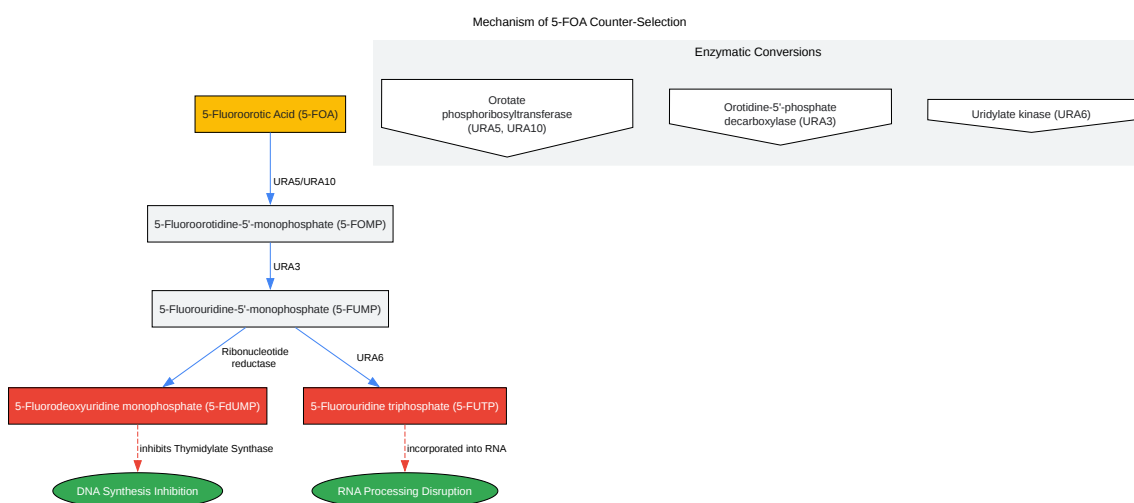 Mechanism of 5-FOA Counter-Selection
Enzymatic Conversions
Orotate
phosphoribosyltransferase
(URA5, URA10)
Orotidine-5'-phosphate
decarboxylase (URA3)
Uridylate kinase (URA6)
5-Fluoroorotic Acid (5-FOA)
URA5/URA10
5-Fluoroorotidine-5'-monophosphate (5-FOMP)
URA3
5-Fluorouridine-5'-monophosphate (5-FUMP)
Ribonucleotide
reductase
URA6
5-Fluorodeoxyuridine monophosphate (5-FdUMP)
5-Fluorouridine triphosphate (5-FUTP)
inhibits Thymidylate Synthase
incorporated into RNA
DNA Synthesis Inhibition
RNA Processing Disruption